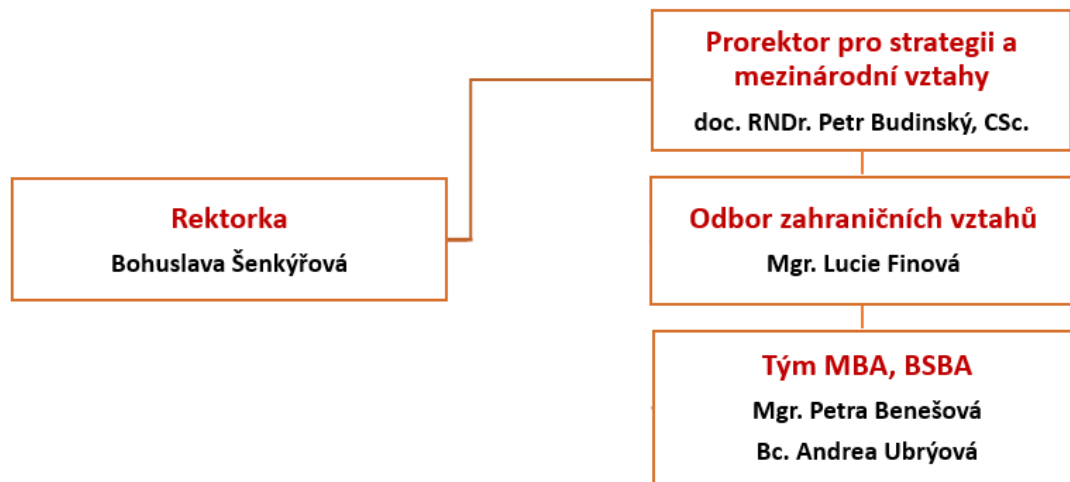 Prorektor pro strategii a
mezinárodní vztahy
doc. RNDr. Petr Budinský, CSc.
Rektorka
Bohuslava Šenkýřová
Odbor zahraničních vztahů
Mgr. Lucie Finová
Tým MBA, BSBA
Mgr. Petra Benešová
Bc. Andrea Ubrýová